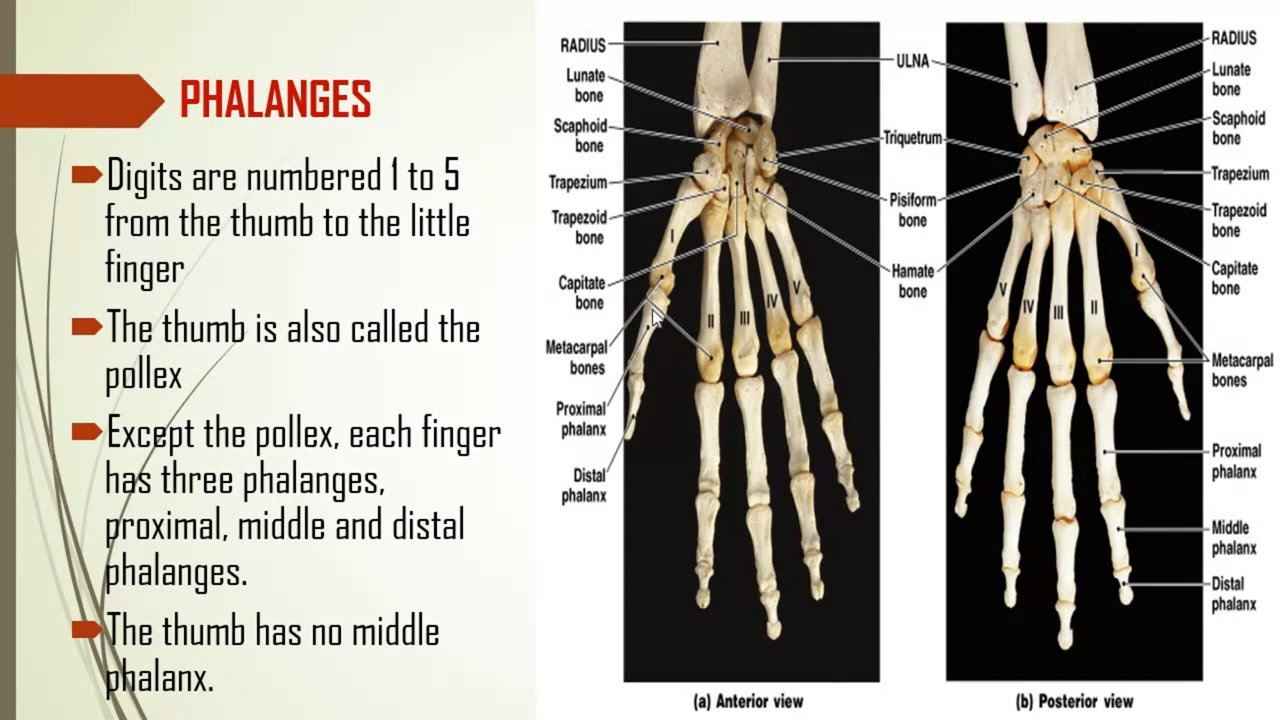 PHALANGES
Digits are numbered 1 to 5
from the thumb to the little
finger
The thumb is also called the
pollex
Except the pollex, each finger
has three phalanges,
proximal, middle and distal
phalanges.
The thumb has no middle
phalanx.
RADIUS
Lunate
bone
Scaphoid
bone
Trapezium
Trapezoid
bone
Capitate
bone
Metacarpal
bones
Proximal
phalanx
Distal
phalanx
I
II
III
IV
V
(a) Anterior view
ULNA
Triquetrum
Pisiform
bone
Hamate
bone
V
IV
III
II
I
(b) Posterior view
RADIUS
Lunate
bone
Scaphoid
bone
Trapezium
Trapezoid
bone
Capitate
bone
Metacarpal
bones
Proximal
phalanx
Middle
phalanx
Distal
phalanx